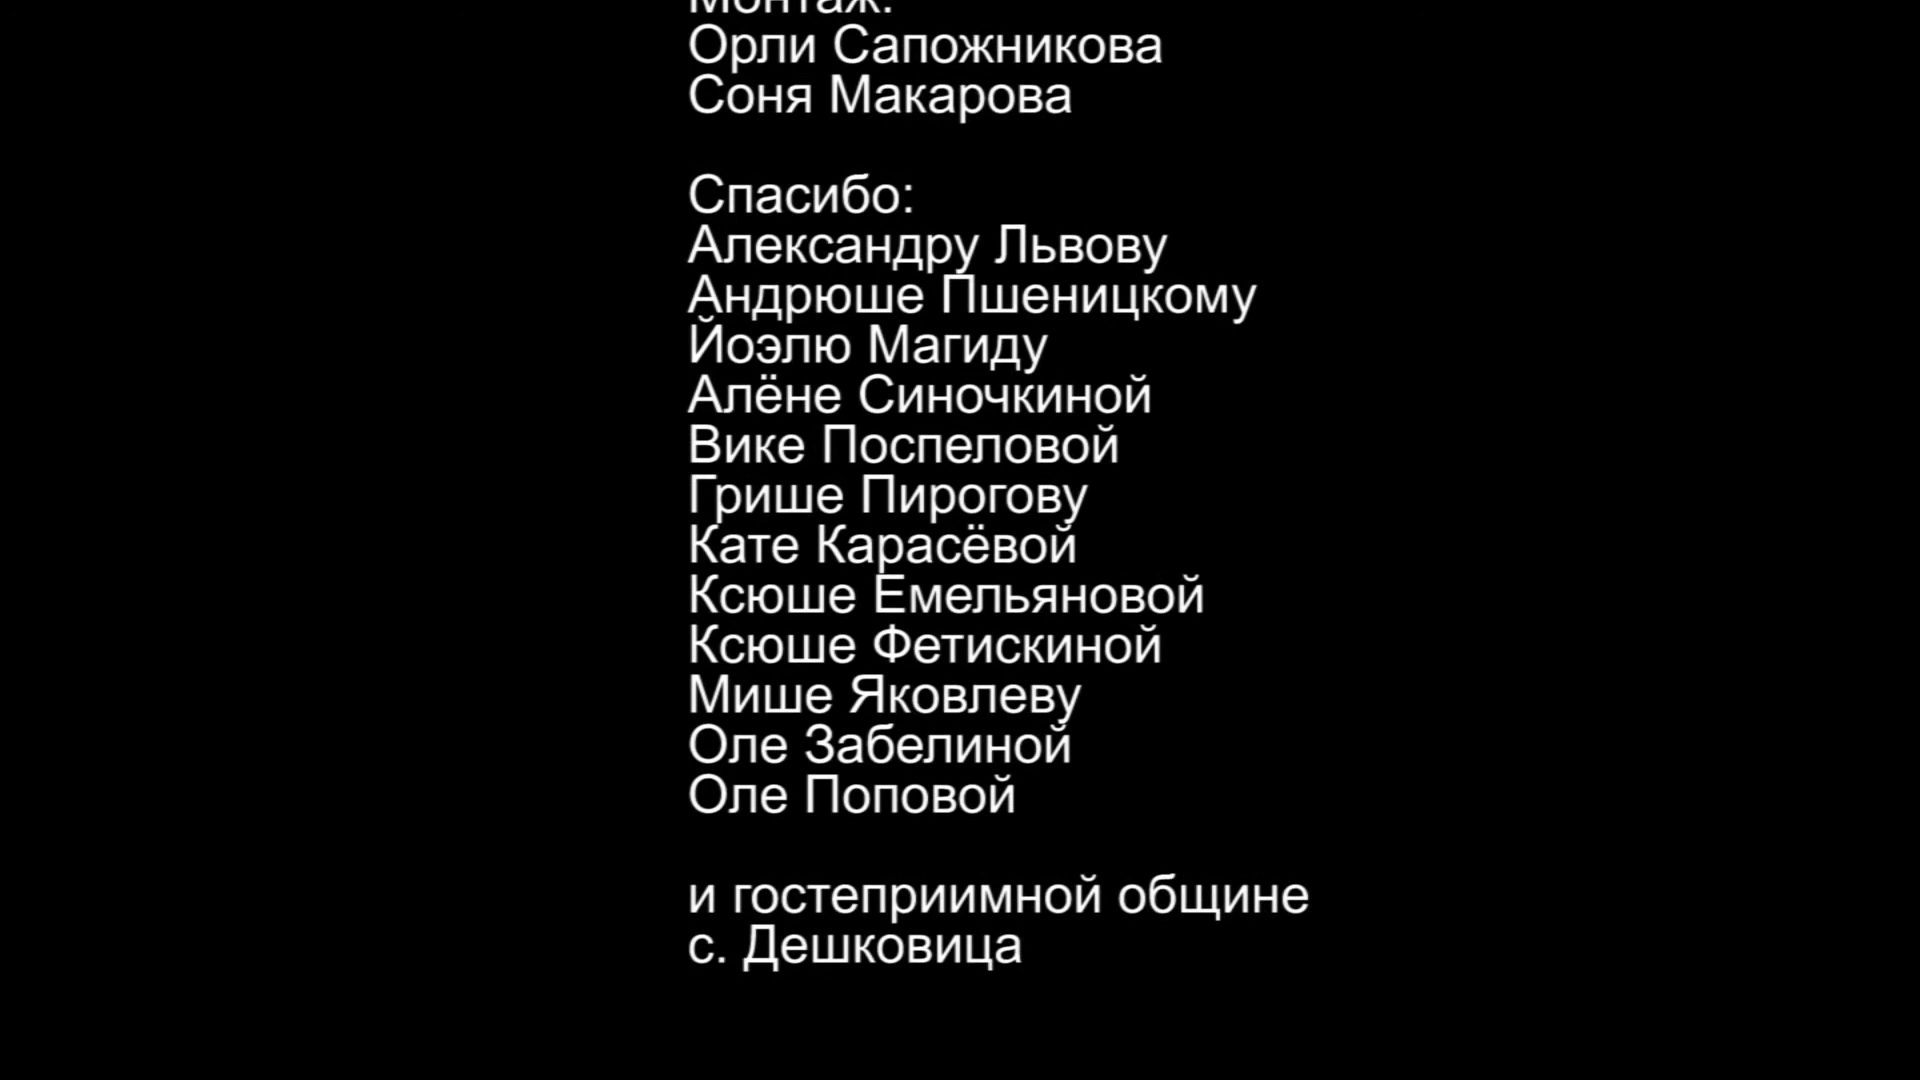 Монтаж:
Орли Сапожникова
Соня Макарова
Спасибо:
Александру Львову
Андрюше Пшеницкому
Йоэлю Магиду
Алёне Синочкиной
Вике Поспеловой
Грише Пирогову
Кате Карасёвой
Ксюше Емельяновой
Ксюше Фетискиной
Мише Яковлеву
Оле Забелиной
Оле Поповой
и гостеприимной общине
с. Дешковица